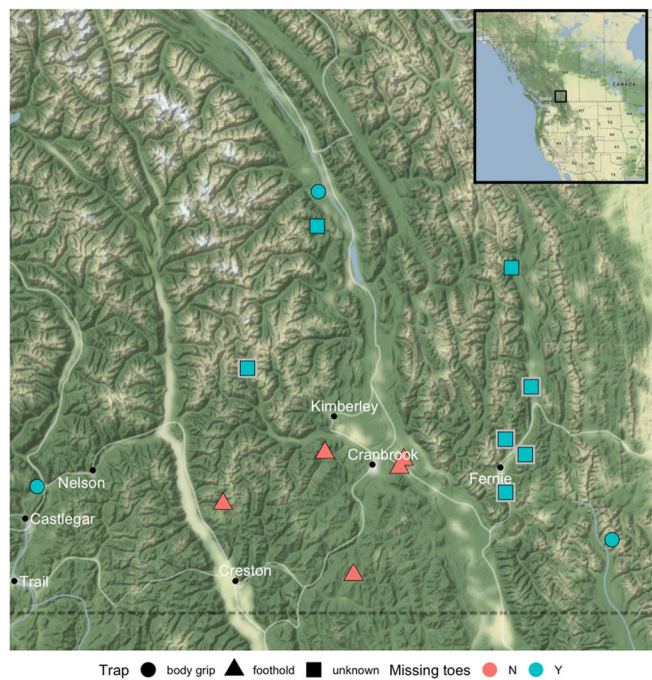 CANADA
Kimberley
Cranbrook
Nelson
Fernie
Castlegar
Creston
Trail
Trap body grip foothold unknown Missing toes N Y